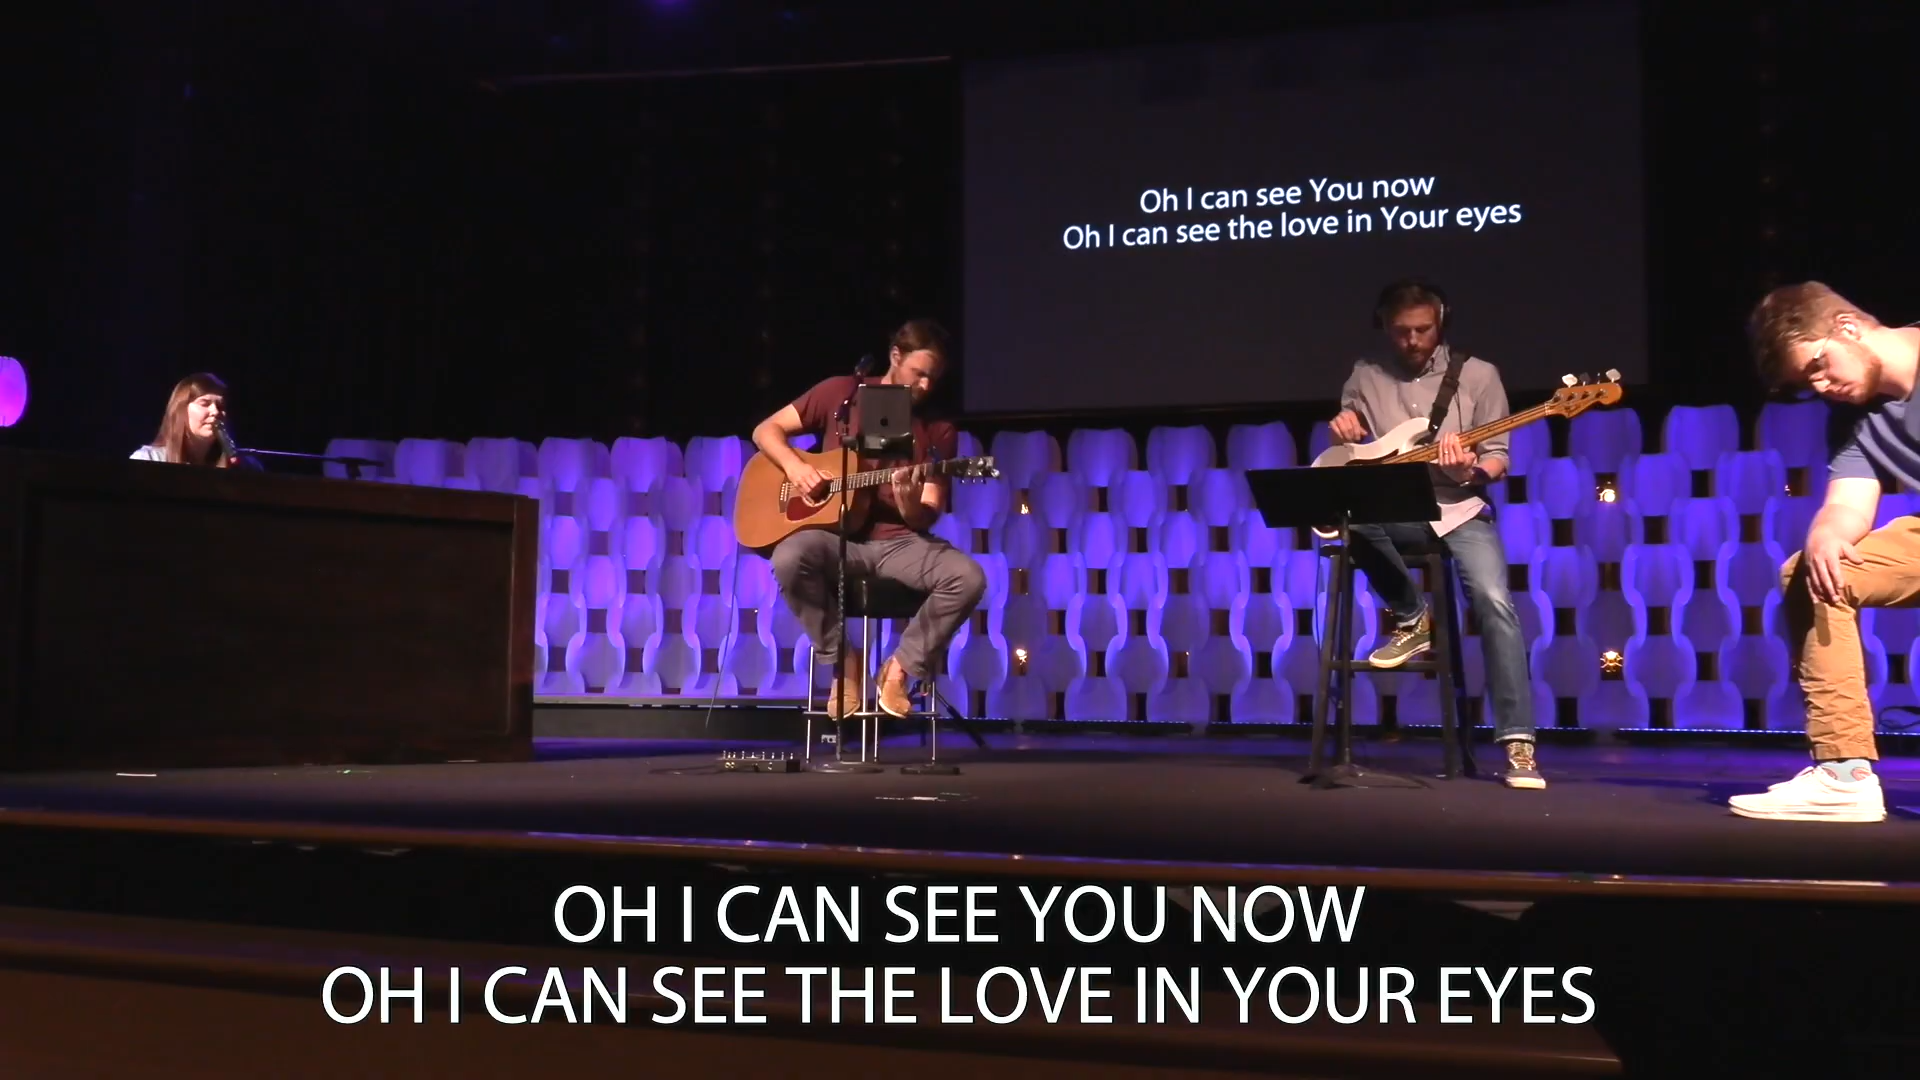 Oh I can see You now
Oh I can see the love in Your eyes
OH I CAN SEE YOU NOW
OH I CAN SEE THE LOVE IN YOUR EYES